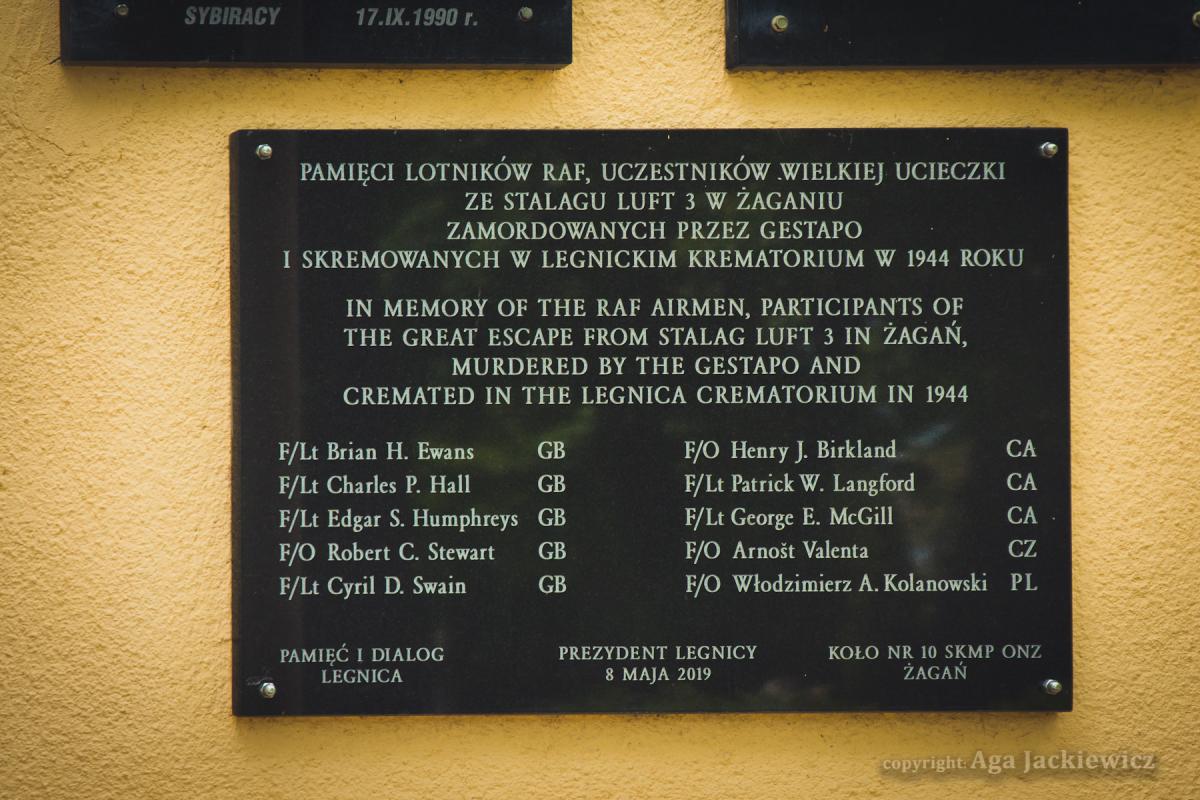 SYBIRACY 17.IX.1990 r.
PAMIĘCI LOTNIKÓW RAF, UCZESTNIKÓW WIELKIEJ UCIECZKI
ZE STALAGU LUFT 3 W ŻAGANIU
ZAMORDOWANYCH PRZEZ GESTAPO
I SKREMOWANYCH W LEGNICKIM KREMATORIUM W 1944 ROKU
IN MEMORY OF THE RAF AIRMEN, PARTICIPANTS OF
THE GREAT ESCAPE FROM STALAG LUFT 3 IN ŻAGAŃ,
MURDERED BY THE GESTAPO AND
CREMATED IN THE LEGNICA CREMATORIUM IN 1944
F/Lt Brian H. Ewans GB
F/Lt Charles P. Hall GB
F/Lt Edgar S. Humphreys GB
F/O Robert C. Stewart GB
F/Lt Cyril D. Swain GB
F/O Henry J. Birkland CA
F/Lt Patrick W. Langford CA
F/Lt George E. McGill CA
F/O Arnošt Valenta CZ
F/O Włodzimierz A. Kolanowski PL
PAMIĘĆ I DIALOG
LEGNICA
PREZYDENT LEGNICY
8 MAJA 2019
KOŁO NR 10 SKMP ONZ
ŻAGAŃ
copyright: Aga Jackiewicz